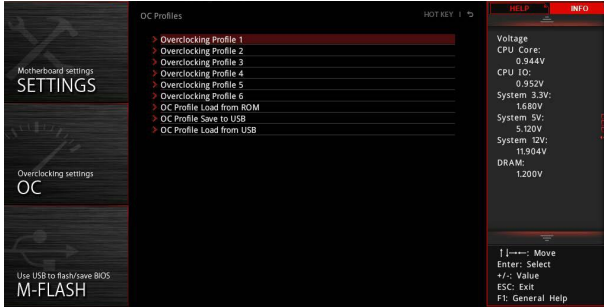 HELP
INFO
OC Profiles
HOT KEY
Overclocking Profile 1
Overclocking Profile 2
Overclocking Profile 3
Overclocking Profile 4
Overclocking Profile 5
Overclocking Profile 6
OC Profile Load from ROM
OC Profile Save to USB
OC Profile Load from USB
Motherboard settings
SETTINGS
Overclocking settings
OC
Use USB to flash/save BIOS
M-FLASH
Voltage
CPU Core:
0.944V
CPU IO:
0.952V
System 3.3V:
1.680V
System 5V:
5.120V
System 12V:
11.904V
DRAM:
1.200V
↑↓→←: Move
Enter: Select
+/-: Value
ESC: Exit
F1: General Help